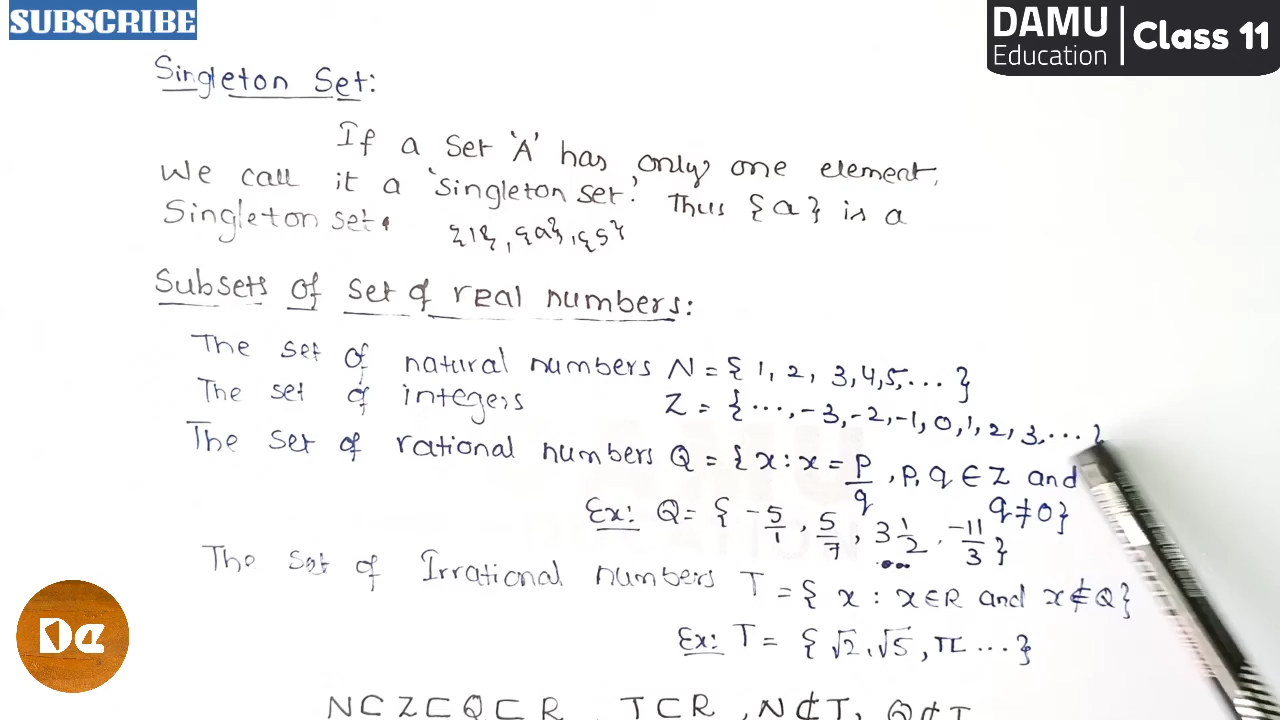 SUBSCRIBE
DAMU
Education
Class 11
Singleton Set:
If a Set 'A' has only one element,
We call it a 'singleton set'. Thus {a} is a
Singleton set. {1}, {a}, {5}
Subsets of set of real numbers:
The set of natural numbers N = { 1, 2, 3, 4, 5, ... }
The set of integers Z = { ..., -3, -2, -1, 0, 1, 2, 3, ... }
The set of rational numbers Q = { x : x = p/q , p, q ∈ Z and
q ≠ 0 }
Ex: Q = { -5/1 , 5/7 , 3 1/2 , -11/3 }
The Set of Irrational numbers T = { x : x ∈ R and x ∉ Q }
Ex: T = { √2, √5, π ... }
N ⊂ Z ⊂ Q ⊂ R , T ⊂ R , N ⊄ T, Q ⊄ T